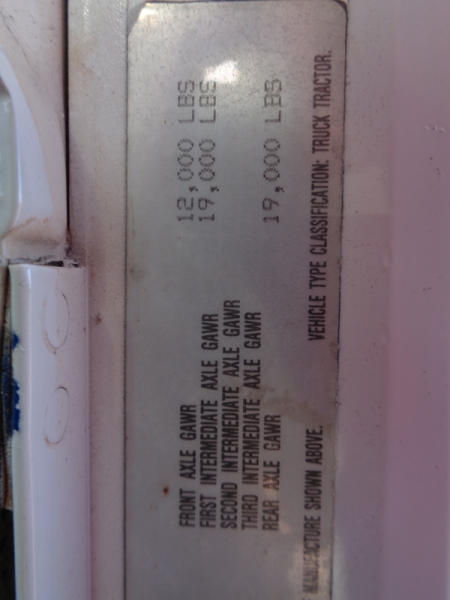 FRONT AXLE GAWR 12,000 LBS
FIRST INTERMEDIATE AXLE GAWR 19,000 LBS
SECOND INTERMEDIATE AXLE GAWR
THIRD INTERMEDIATE AXLE GAWR
REAR AXLE GAWR 19,000 LBS
MANUFACTURE SHOWN ABOVE. VEHICLE TYPE CLASSIFICATION: TRUCK TRACTOR.